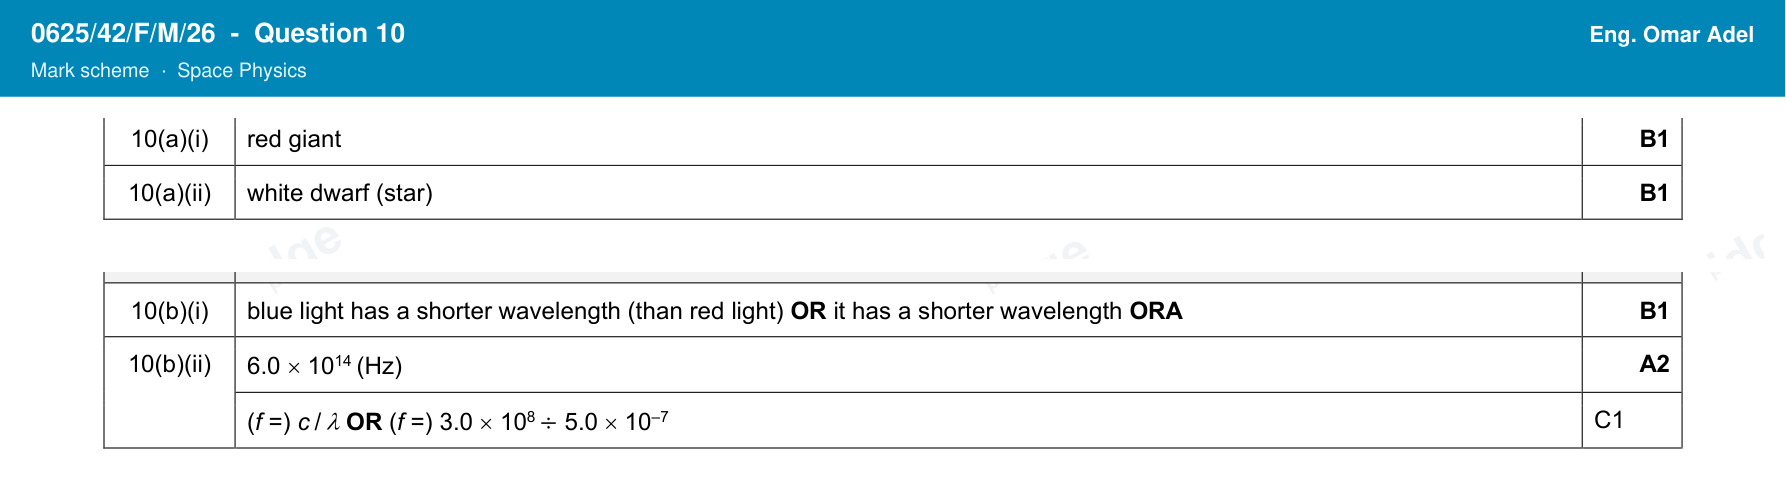 0625/42/F/M/26 - Question 10
Eng. Omar Adel
Mark scheme · Space Physics
10(a)(i) red giant B1
10(a)(ii) white dwarf (star) B1
10(b)(i) blue light has a shorter wavelength (than red light) OR it has a shorter wavelength ORA B1
10(b)(ii) 6.0 × 10¹⁴ (Hz) A2
(f =) c / λ OR (f =) 3.0 × 10⁸ ÷ 5.0 × 10⁻⁷ C1